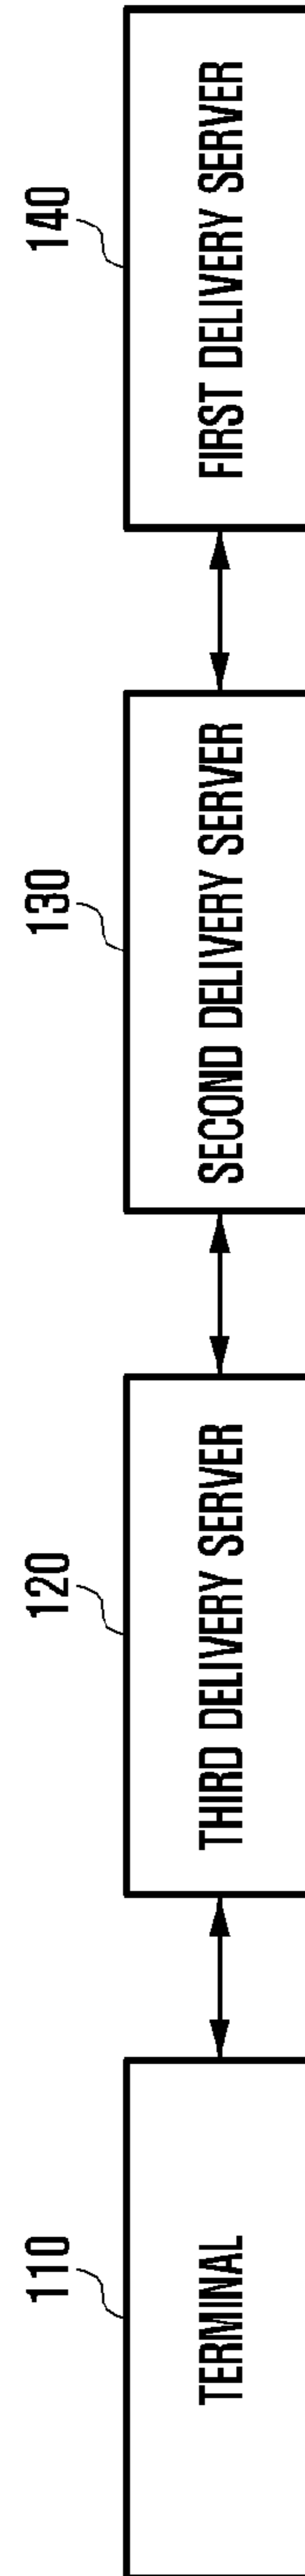 110
120
130
140
TERMINAL
THIRD DELIVERY SERVER
SECOND DELIVERY SERVER
FIRST DELIVERY SERVER